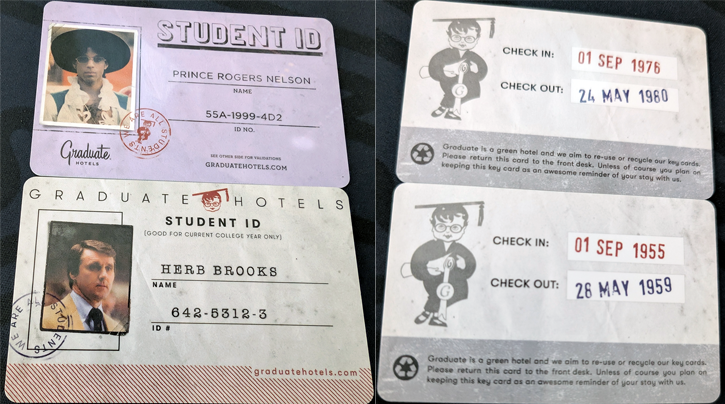 STUDENT ID
PRINCE ROGERS NELSON
NAME
55A-1999-4D2
ID NO.
WE ARE ALL STUDENTS
Graduate
HOTELS
SEE OTHER SIDE FOR VALIDATIONS
GRADUATEHOTELS.COM
GRADUATE HOTELS
STUDENT ID
(GOOD FOR CURRENT COLLEGE YEAR ONLY)
HERB BROOKS
NAME
642-5312-3
ID #
WE ARE
STUDENTS
graduatehotels.com
CHECK IN: 01 SEP 1976
CHECK OUT: 24 MAY 1980
G
Graduate is a green hotel and we aim to re-use or recycle our key cards.
Please return this card to the front desk. Unless of course you plan on
keeping this key card as an awesome reminder of your stay with us.
CHECK IN: 01 SEP 1955
CHECK OUT: 26 MAY 1959
G
Graduate is a green hotel and we aim to re-use or recycle our key cards.
Please return this card to the front desk. Unless of course you plan on
keeping this key card as an awesome reminder of your stay with us.